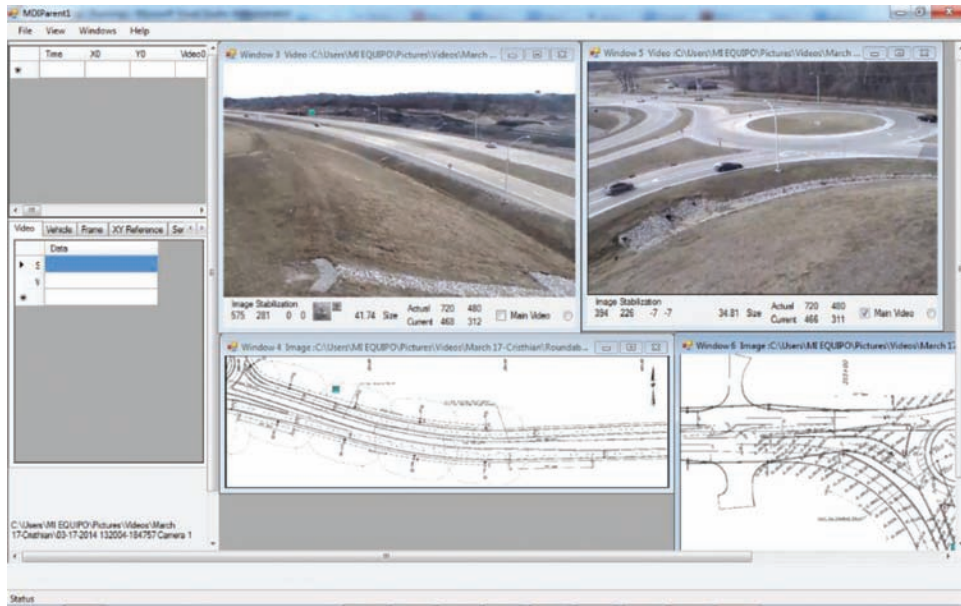 MDIParent1
File View Windows Help
Time X0 Y0 Video0
Window 3 Video :C:\Users\MI EQUIPO\Pictures\Videos\March ...
Window 5 Video :C:\Users\MI EQUIPO\Pictures\Videos\March ...
Video Vehicle Frame XY Reference Se
Data
S
9
Image Stabilization
575 281 0 0
41.74 Size
Actual 720 480
Current 468 312
Main Video
Image Stabilization
394 226 -7 -7
34.81 Size
Actual 720 480
Current 466 311
Main Video
Window 4 Image :C:\Users\MI EQUIPO\Pictures\Videos\March 17-Cristhian\Roundab...
Window 6 Image :C:\Users\MI EQUIPO\Pictures\Videos\March 17
C:\Users\MI EQUIPO\Pictures\Videos\March
17-Cristhian\03-17-2014 132004-184757 Camera 1
Status